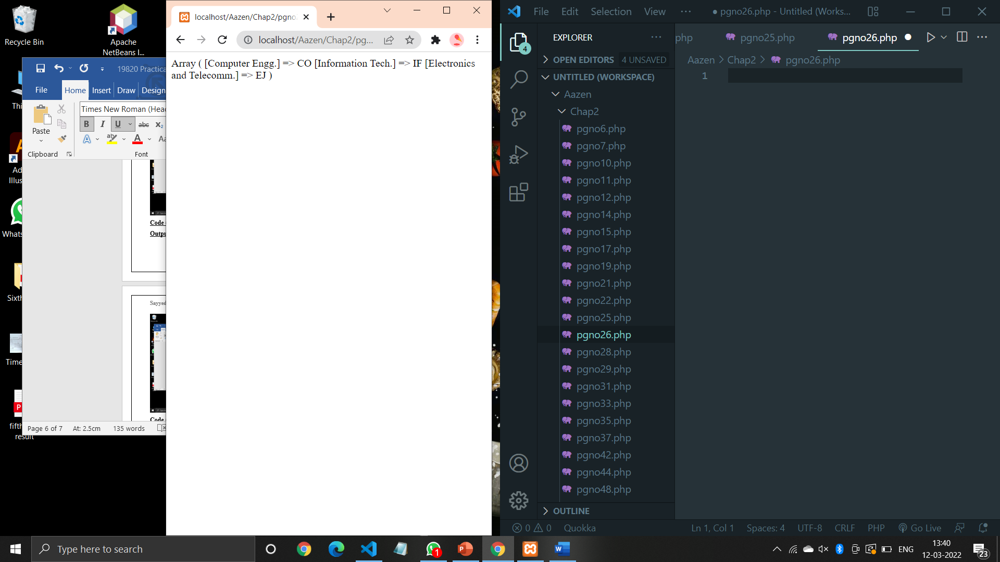 Recycle Bin
Apache
NetBeans I...
Thi
Ad
Illus
Whats
Sixth
Time
fifth
result
19820 Practica
File
Home
Insert
Draw
Design
Paste
Times New Roman (Head
B
I
U
abc
x₂
A
ab
A
Aa
Clipboard
Font
Code
Outpu
Sayyed
Code
Page 6 of 7
At: 2.5cm
135 words
localhost/Aazen/Chap2/pgno
localhost/Aazen/Chap2/pg...
Array ( [Computer Engg.] => CO [Information Tech.] => IF [Electronics
and Telecomm.] => EJ )
File
Edit
Selection
View
...
● pgno26.php - Untitled (Works...
EXPLORER
4
OPEN EDITORS
4 UNSAVED
UNTITLED (WORKSPACE)
Aazen
Chap2
pgno6.php
pgno7.php
pgno10.php
pgno11.php
pgno12.php
pgno14.php
pgno15.php
pgno17.php
pgno19.php
pgno21.php
pgno22.php
pgno25.php
pgno26.php
pgno28.php
pgno29.php
pgno31.php
pgno33.php
pgno35.php
pgno37.php
pgno42.php
pgno44.php
pgno48.php
OUTLINE
php
pgno25.php
pgno26.php
Aazen > Chap2 > pgno26.php
1
0
0
Quokka
Ln 1, Col 1
Spaces: 4
UTF-8
CRLF
PHP
Go Live
Type here to search
1
ENG
13:40
12-03-2022
23